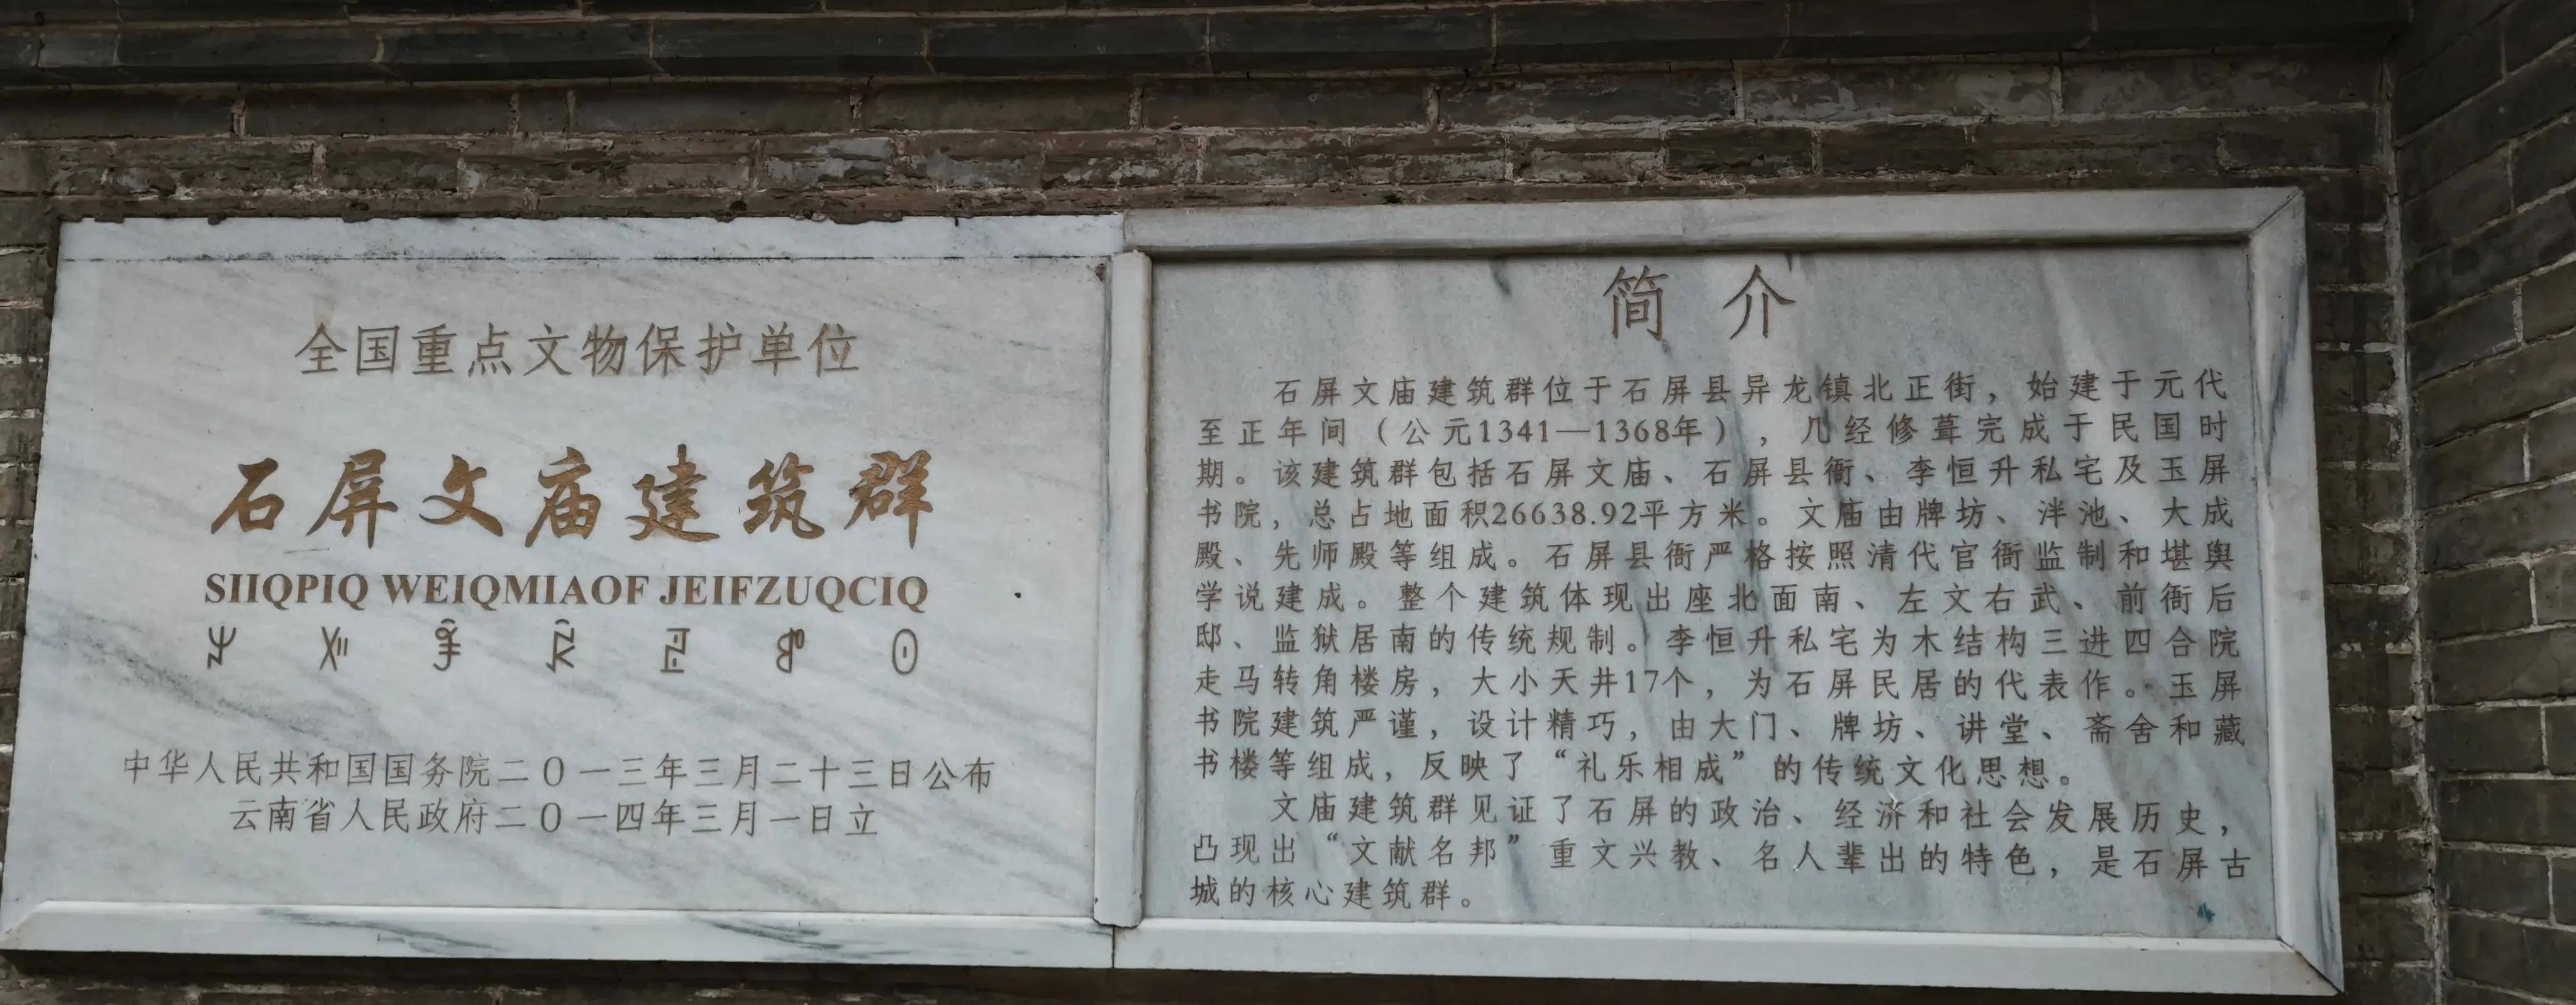 全国重点文物保护单位
石屏文庙建筑群
SIIQPIQ WEIQMIAOF JEIFZUQCIQ
中华人民共和国国务院二〇一三年三月二十三日公布
云南省人民政府二〇一四年三月一日立
简 介
石屏文庙建筑群位于石屏县异龙镇北正街，始建于元代
至正年间（公元1341—1368年），几经修葺完成于民国时
期。该建筑群包括石屏文庙、石屏县衙、李恒升私宅及玉屏
书院，总占地面积26638.92平方米。文庙由牌坊、泮池、大成
殿、先师殿等组成。石屏县衙严格按照清代官衙监制和堪舆
学说建成。整个建筑体现出座北面南、左文右武、前衙后
邸、监狱居南的传统规制。李恒升私宅为木结构三进四合院
走马转角楼房，大小天井17个，为石屏民居的代表作。玉屏
书院建筑严谨，设计精巧，由大门、牌坊、讲堂、斋舍和藏
书楼等组成，反映了“礼乐相成”的传统文化思想。
文庙建筑群见证了石屏的政治、经济和社会发展历史，
凸现出“文献名邦”重文兴教、名人辈出的特色，是石屏古
城的核心建筑群。